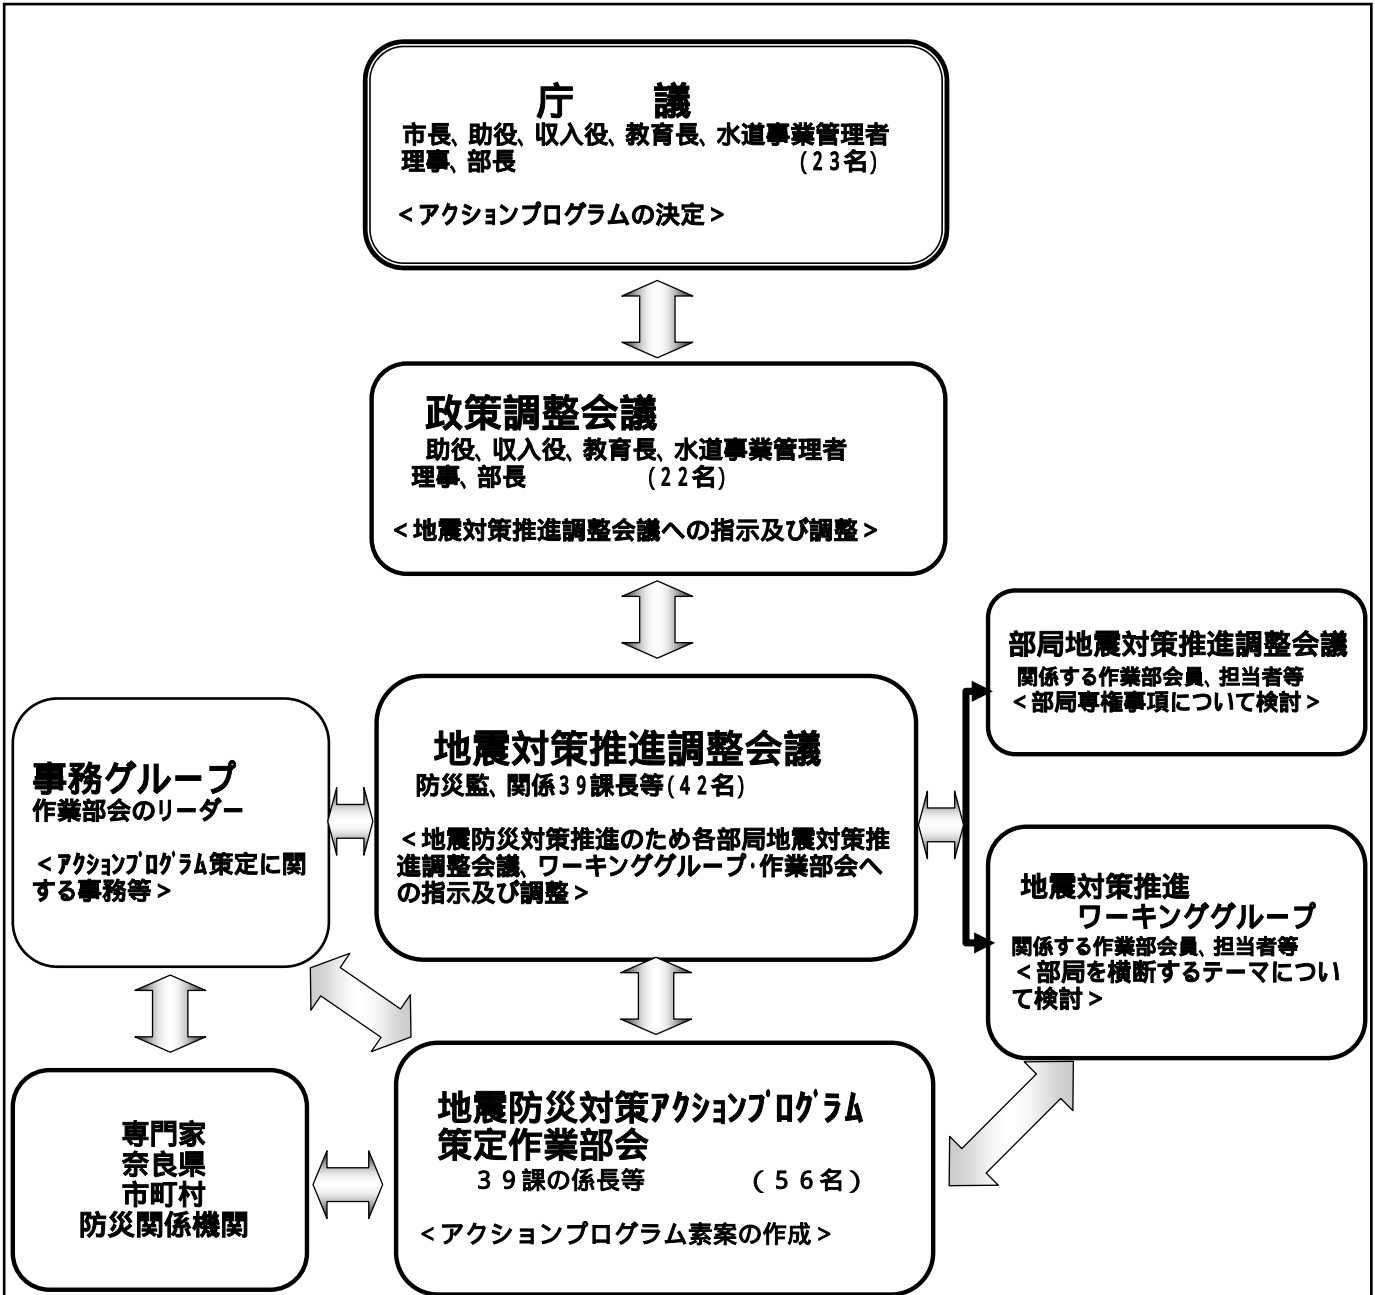 庁　議
市長、助役、収入役、教育長、水道事業管理者
理事、部長　(23名)
＜アクションプログラムの決定＞
政策調整会議
助役、収入役、教育長、水道事業管理者
理事、部長　(22名)
＜地震対策推進調整会議への指示及び調整＞
部局地震対策推進調整会議
関係する作業部会員、担当者等
＜部局専権事項について検討＞
事務グループ
作業部会のリーダー
＜ｱｸｼｮﾝﾌﾟﾛｸﾞﾗﾑ策定に関
する事務等＞
地震対策推進調整会議
防災監、関係39課長等(42名)
＜地震防災対策推進のため各部局地震対策推
進調整会議、ワーキンググループ・作業部会へ
の指示及び調整＞
地震対策推進
ワーキンググループ
関係する作業部会員、担当者等
＜部局を横断するテーマについ
て検討＞
専門家
奈良県
市町村
防災関係機関
地震防災対策ｱｸｼｮﾝﾌﾟﾛｸﾞﾗﾑ
策定作業部会
３９課の係長等　（５６名）
＜アクションプログラム素案の作成＞